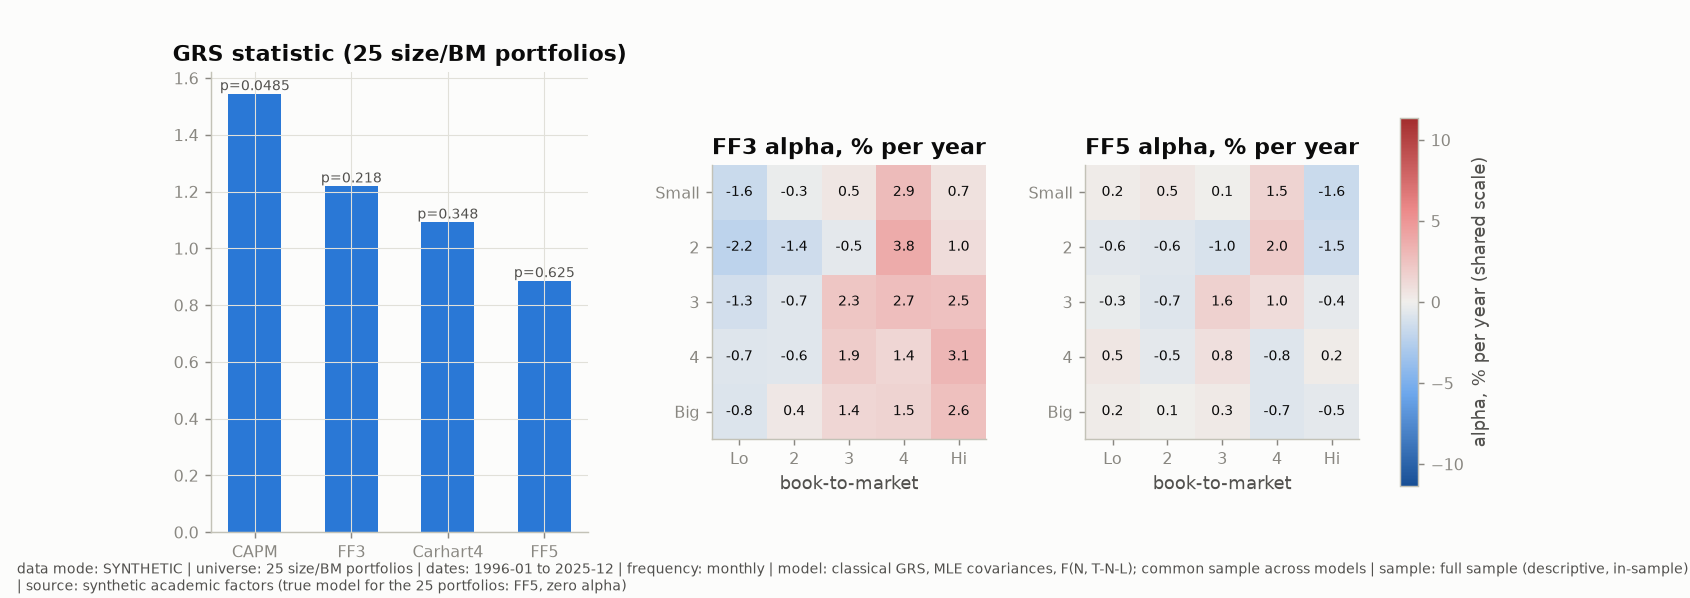 GRS statistic (25 size/BM portfolios)
1.6
1.4
1.2
1.0
0.8
0.6
0.4
0.2
0.0
p=0.0485
p=0.218
p=0.348
p=0.625
CAPM FF3 Carhart4 FF5
FF3 alpha, % per year
Small -1.6 -0.3 0.5 2.9 0.7
2 -2.2 -1.4 -0.5 3.8 1.0
3 -1.3 -0.7 2.3 2.7 2.5
4 -0.7 -0.6 1.9 1.4 3.1
Big -0.8 0.4 1.4 1.5 2.6
Lo 2 3 4 Hi
book-to-market
FF5 alpha, % per year
Small 0.2 0.5 0.1 1.5 -1.6
2 -0.6 -0.6 -1.0 2.0 -1.5
3 -0.3 -0.7 1.6 1.0 -0.4
4 0.5 -0.5 0.8 -0.8 0.2
Big 0.2 0.1 0.3 -0.7 -0.5
Lo 2 3 4 Hi
book-to-market
10
5
0
−5
−10
alpha, % per year (shared scale)
data mode: SYNTHETIC | universe: 25 size/BM portfolios | dates: 1996-01 to 2025-12 | frequency: monthly | model: classical GRS, MLE covariances, F(N, T-N-L); common sample across models | sample: full sample (descriptive, in-sample)
| source: synthetic academic factors (true model for the 25 portfolios: FF5, zero alpha)